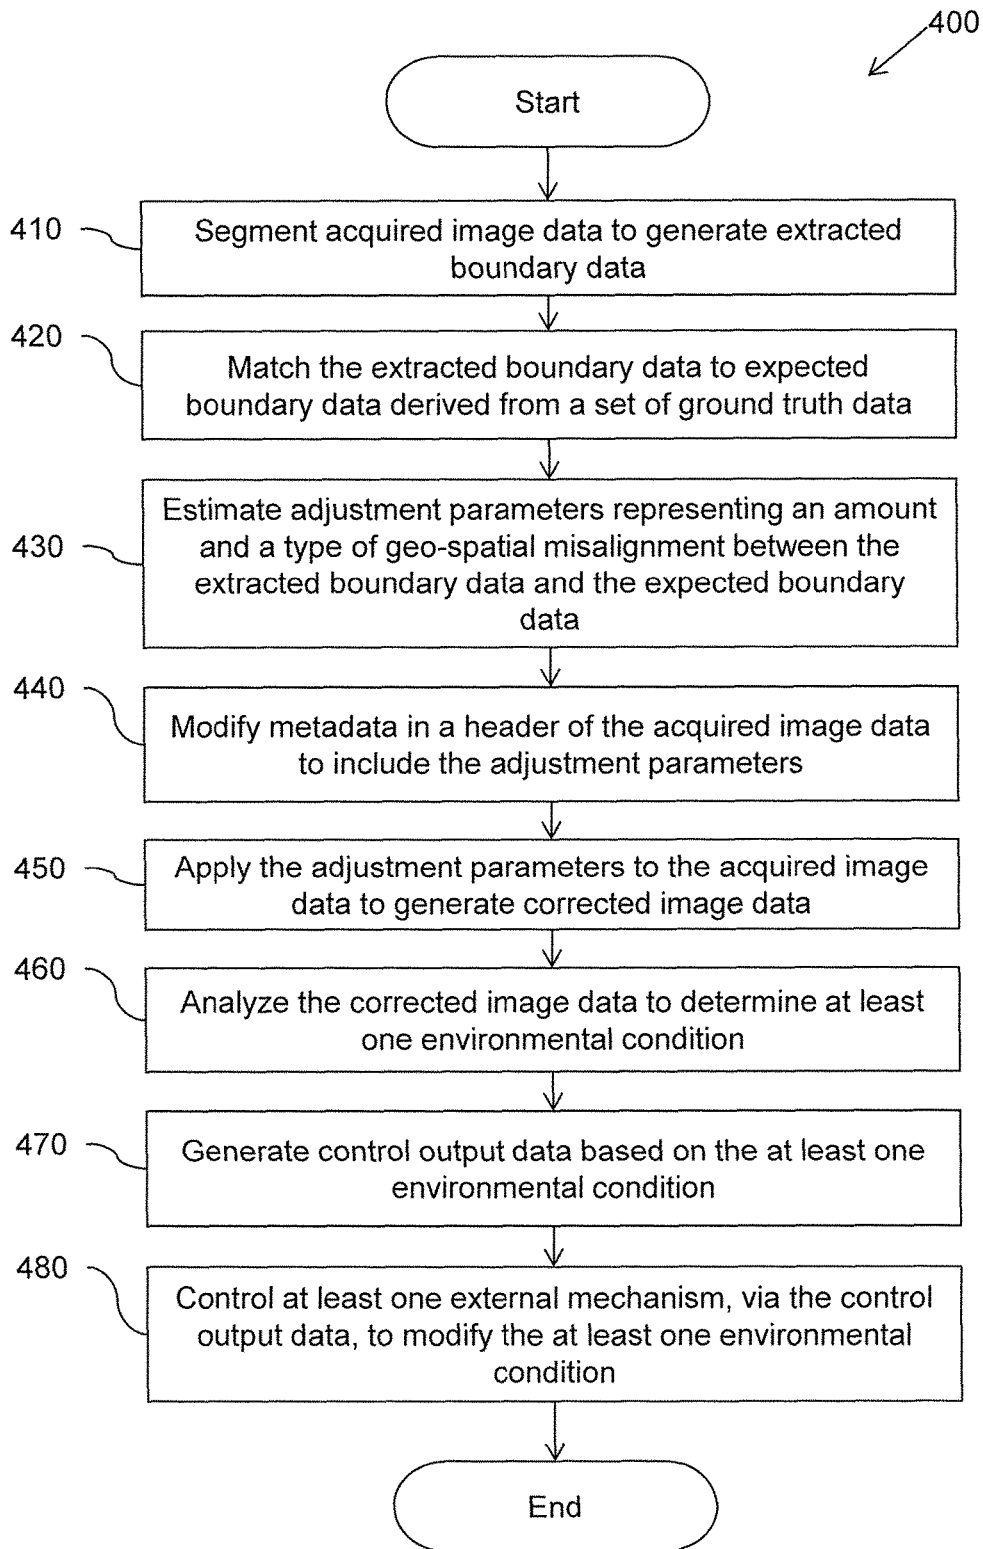 400
Start
410
Segment acquired image data to generate extracted
boundary data
420
Match the extracted boundary data to expected
boundary data derived from a set of ground truth data
430
Estimate adjustment parameters representing an amount
and a type of geo-spatial misalignment between the
extracted boundary data and the expected boundary
data
440
Modify metadata in a header of the acquired image data
to include the adjustment parameters
450
Apply the adjustment parameters to the acquired image
data to generate corrected image data
460
Analyze the corrected image data to determine at least
one environmental condition
470
Generate control output data based on the at least one
environmental condition
480
Control at least one external mechanism, via the control
output data, to modify the at least one environmental
condition
End